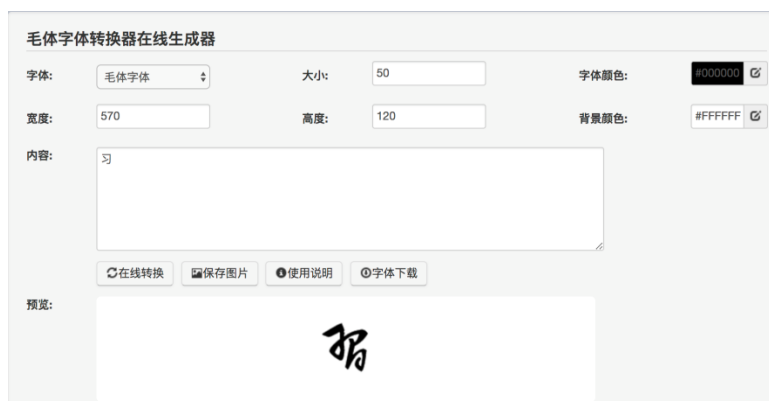 毛体字体转换器在线生成器
字体: 毛体字体 大小: 50 字体颜色: #000000
宽度: 570 高度: 120 背景颜色: #FFFFFF
内容: 习
在线转换 保存图片 使用说明 字体下载
预览:
習